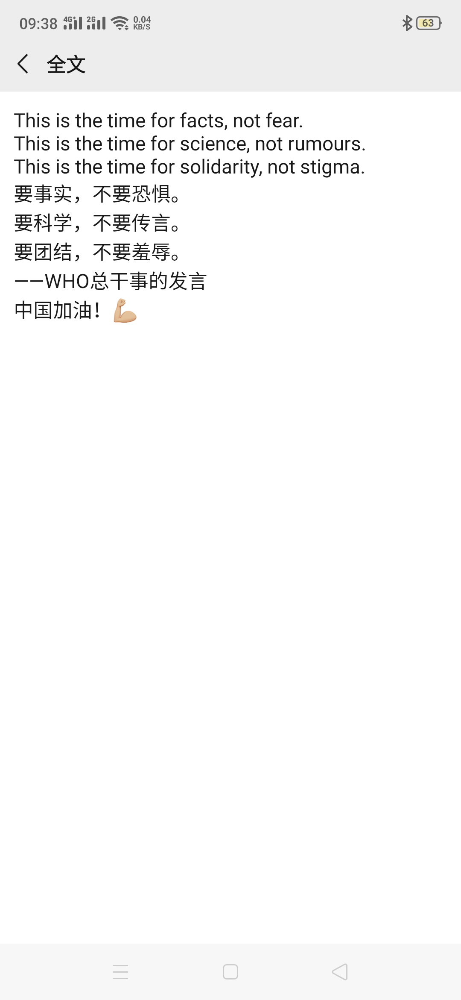 09:38 4G+ 2G 0.04 KB/S 63
全文
This is the time for facts, not fear.
This is the time for science, not rumours.
This is the time for solidarity, not stigma.
要事实，不要恐惧。
要科学，不要传言。
要团结，不要羞辱。
——WHO总干事的发言
中国加油！💪🏼